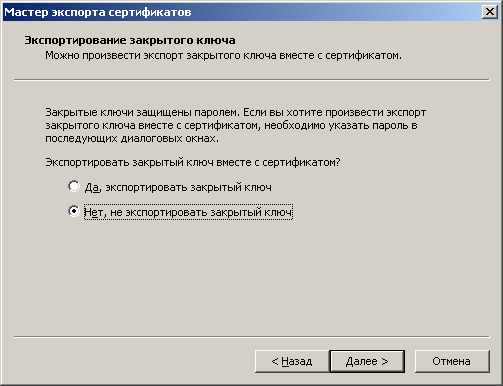 Мастер экспорта сертификатов
Экспортирование закрытого ключа
Можно произвести экспорт закрытого ключа вместе с сертификатом.
Закрытые ключи защищены паролем. Если вы хотите произвести экспорт
закрытого ключа вместе с сертификатом, необходимо указать пароль в
последующих диалоговых окнах.
Экспортировать закрытый ключ вместе с сертификатом?
Да, экспортировать закрытый ключ
Нет, не экспортировать закрытый ключ
< Назад Далее > Отмена